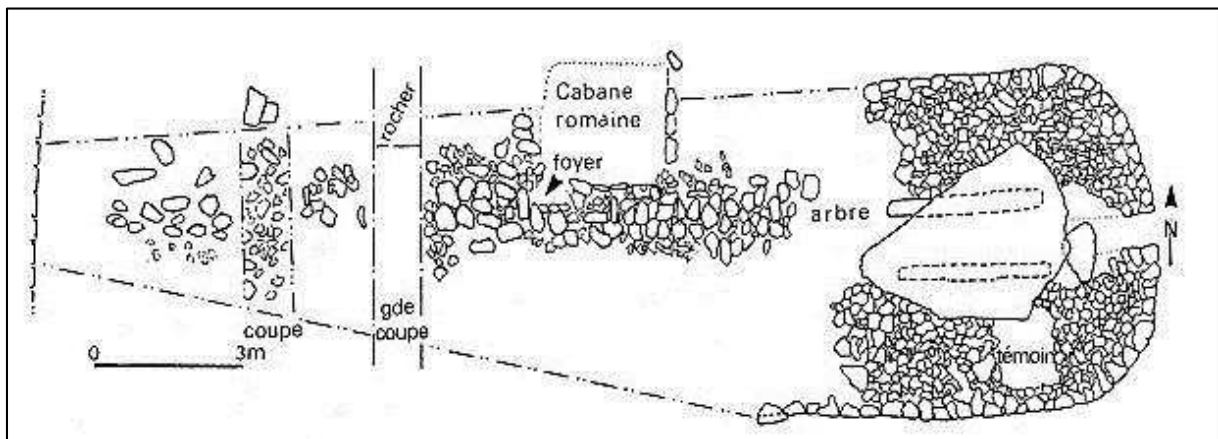 rocher
Cabane
romaine
foyer
arbre
N
gde
coupe
coupe
0 3m
témoin